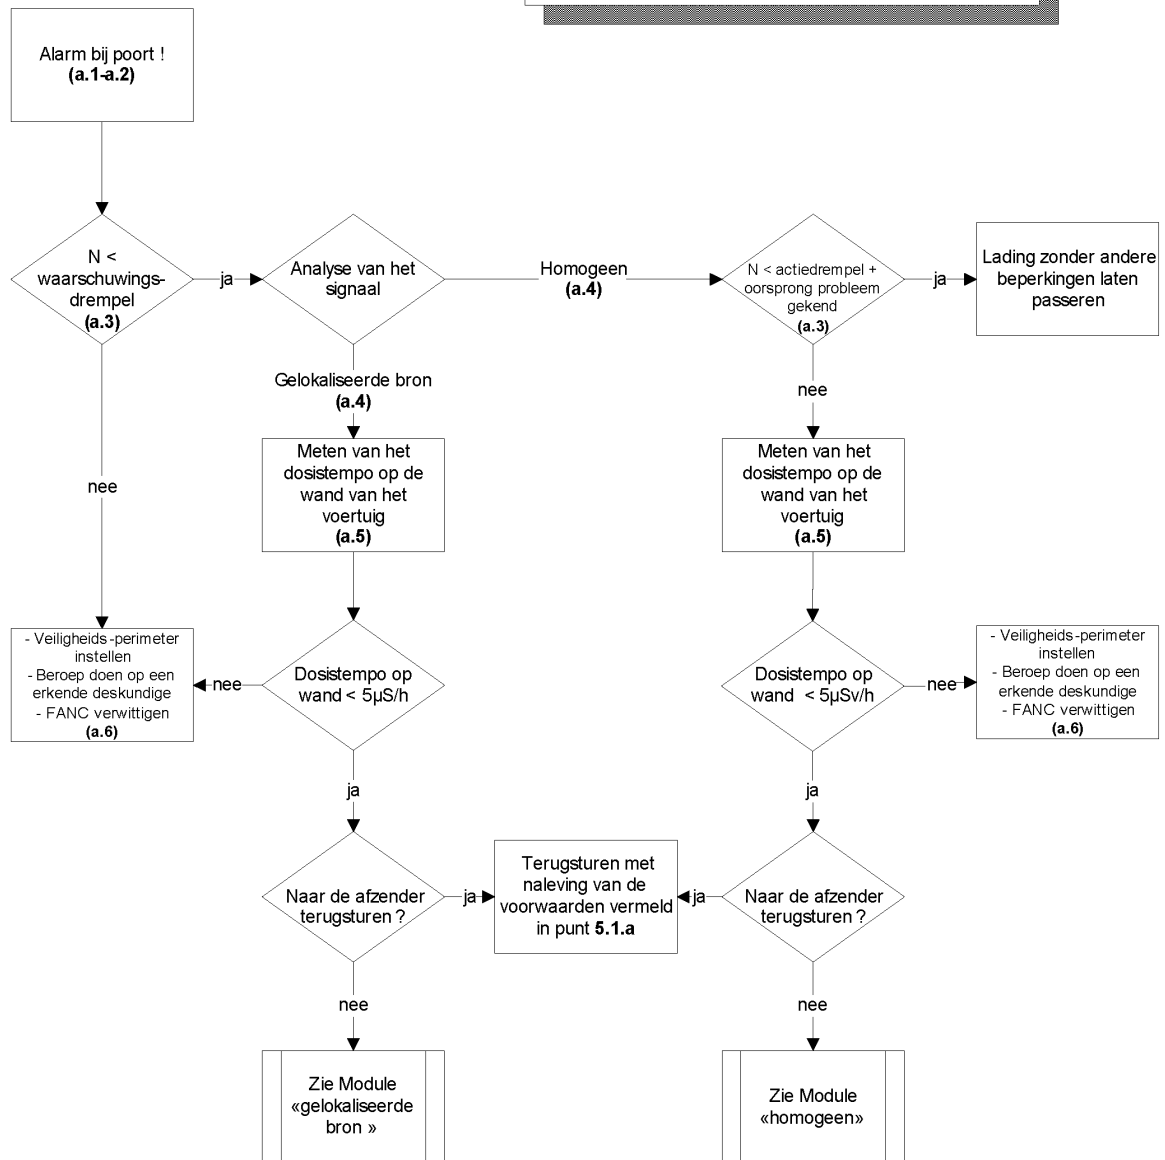 Alarm bij poort !
(a.1-a.2)
N <
waarschuwings-
drempel
(a.3)
ja
Analyse van het
signaal
Homogeen
(a.4)
N < actiedrempel +
oorsprong probleem
gekend
(a.3)
ja
Lading zonder andere
beperkingen laten
passeren
Gelokaliseerde bron
(a.4)
nee
Meten van het
dosistempo op de
wand van het
voertuig
(a.5)
Meten van het
dosistempo op de
wand van het
voertuig
(a.5)
nee
- Veiligheids-perimeter
instellen
- Beroep doen op een
erkende deskundige
- FANC verwittigen
(a.6)
nee
Dosistempo op
wand < 5µS/h
Dosistempo op
wand < 5µSv/h
nee
- Veiligheids-perimeter
instellen
- Beroep doen op een
erkende deskundige
- FANC verwittigen
(a.6)
ja
ja
Naar de afzender
terugsturen ?
ja
Terugsturen met
naleving van de
voorwaarden vermeld
in punt 5.1.a
ja
Naar de afzender
terugsturen ?
nee
nee
Zie Module
«gelokaliseerde
bron »
Zie Module
«homogeen»